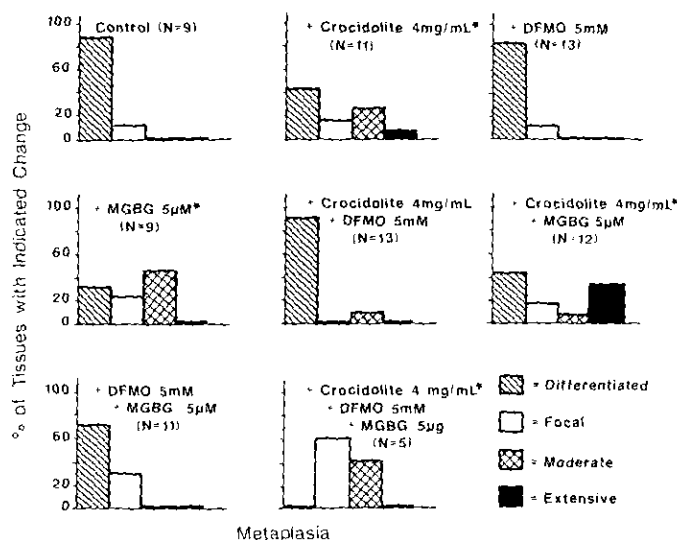 Control (N=9)
+ Crocidolite 4mg/mL*
(N=11)
+ DFMO 5mM
(N=13)
100
60
20
0
% of Tissues with Indicated Change
+ MGBG 5µM*
(N=9)
+ Crocidolite 4mg/mL
+ DFMO 5mM
(N=13)
+ Crocidolite 4mg/mL*
+ MGBG 5µM
(N=12)
100
60
20
0
+ DFMO 5mM
+ MGBG 5µM
(N=11)
+ Crocidolite 4 mg/mL*
+ DFMO 5mM
+ MGBG 5µg
(N=5)
100
60
20
0
= Differentiated
= Focal
= Moderate
= Extensive
Metaplasia